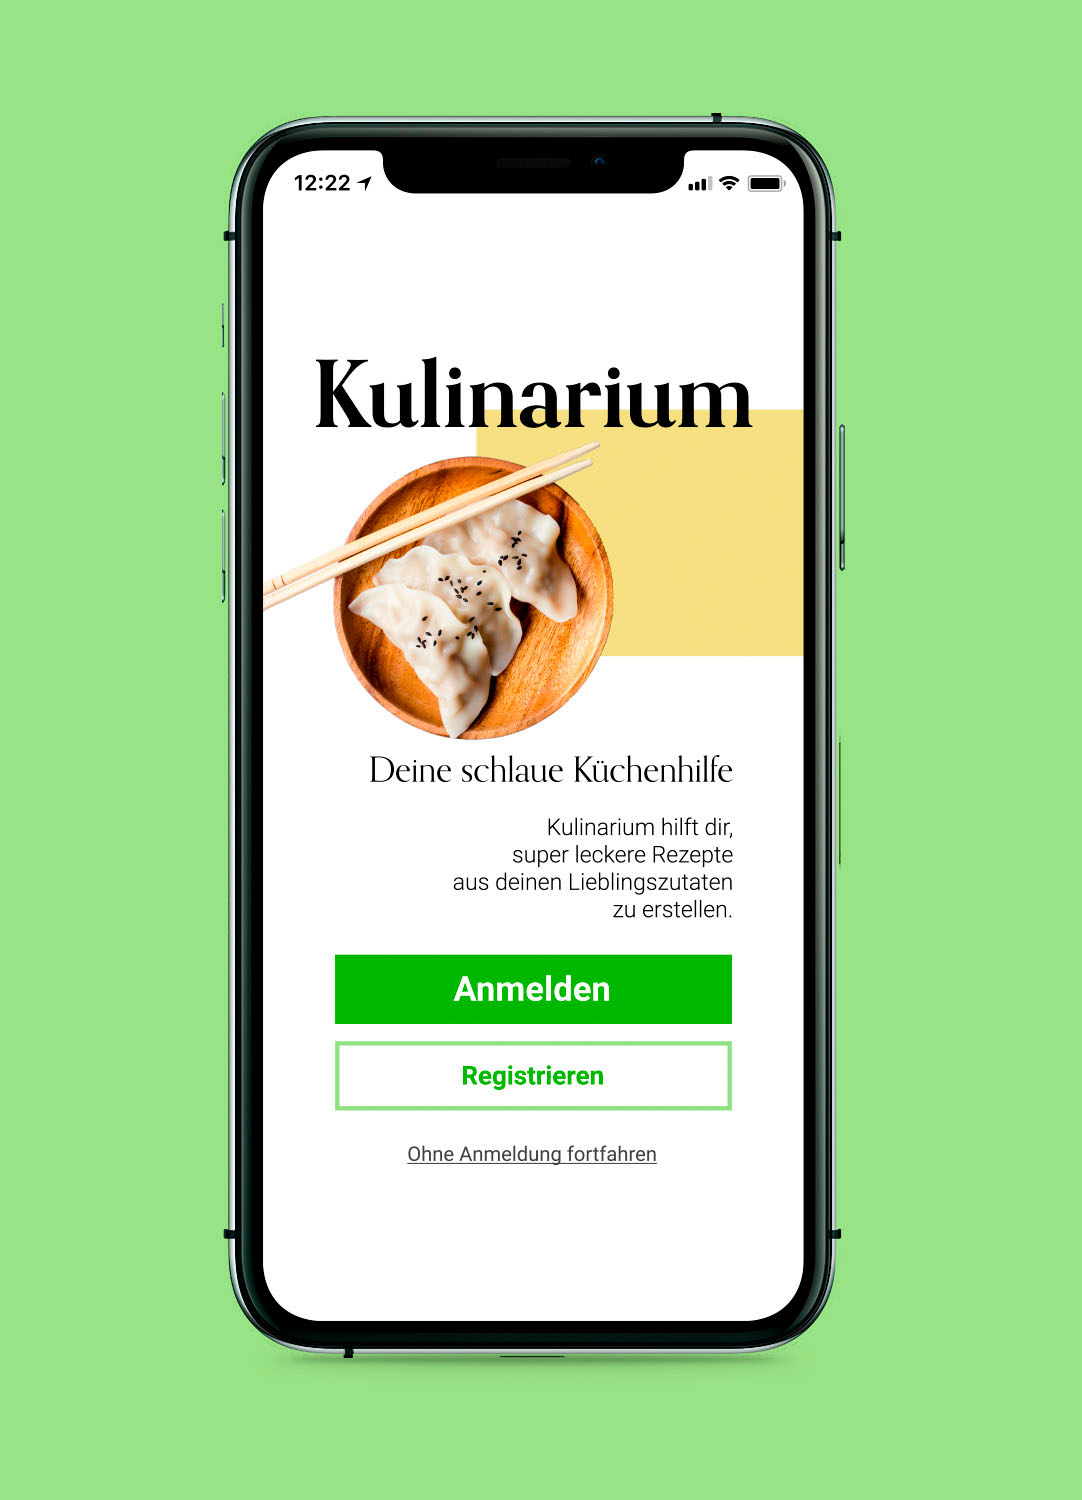 12:22
Kulinarium
Deine schlaue Küchenhilfe
Kulinarium hilft dir,
super leckere Rezepte
aus deinen Lieblingszutaten
zu erstellen.
Anmelden
Registrieren
Ohne Anmeldung fortfahren